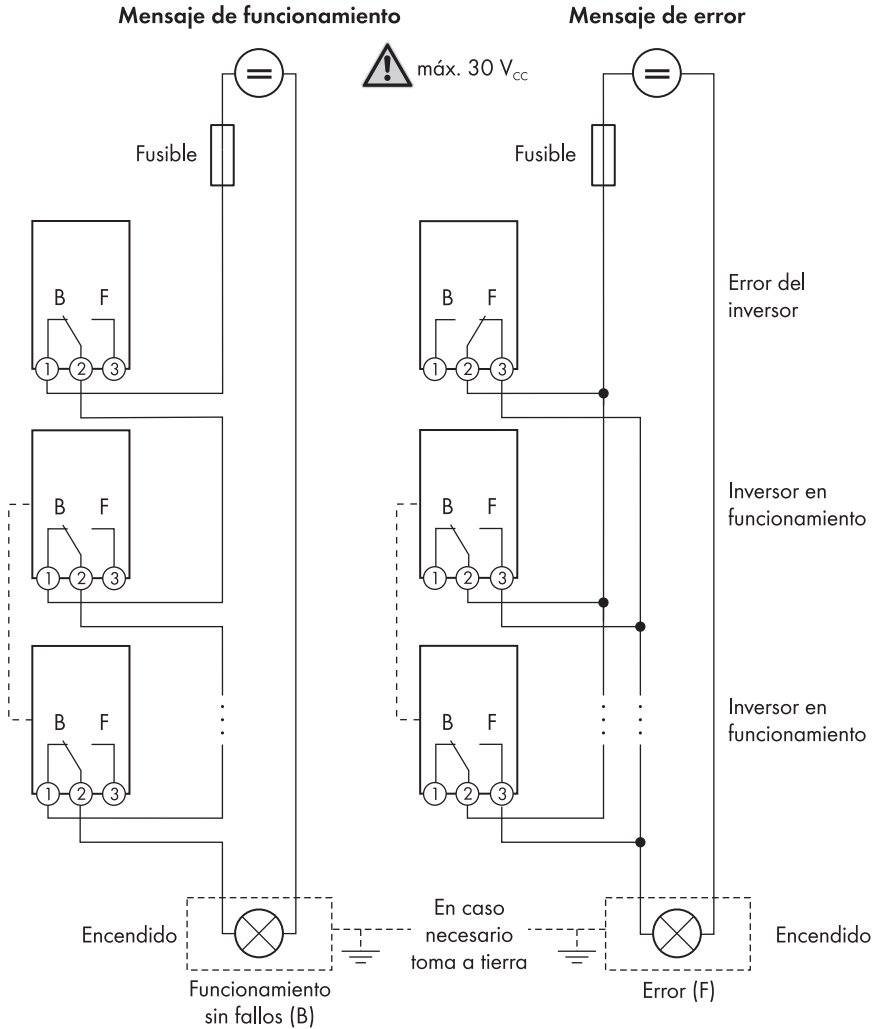 Mensaje de funcionamiento
Mensaje de error
máx. 30 Vcc
Fusible
Fusible
B F
1 2 3
B F
1 2 3
Error del
inversor
B F
1 2 3
B F
1 2 3
Inversor en
funcionamiento
B F
1 2 3
B F
1 2 3
Inversor en
funcionamiento
Encendido
En caso
necesario
toma a tierra
Encendido
Funcionamiento
sin fallos (B)
Error (F)